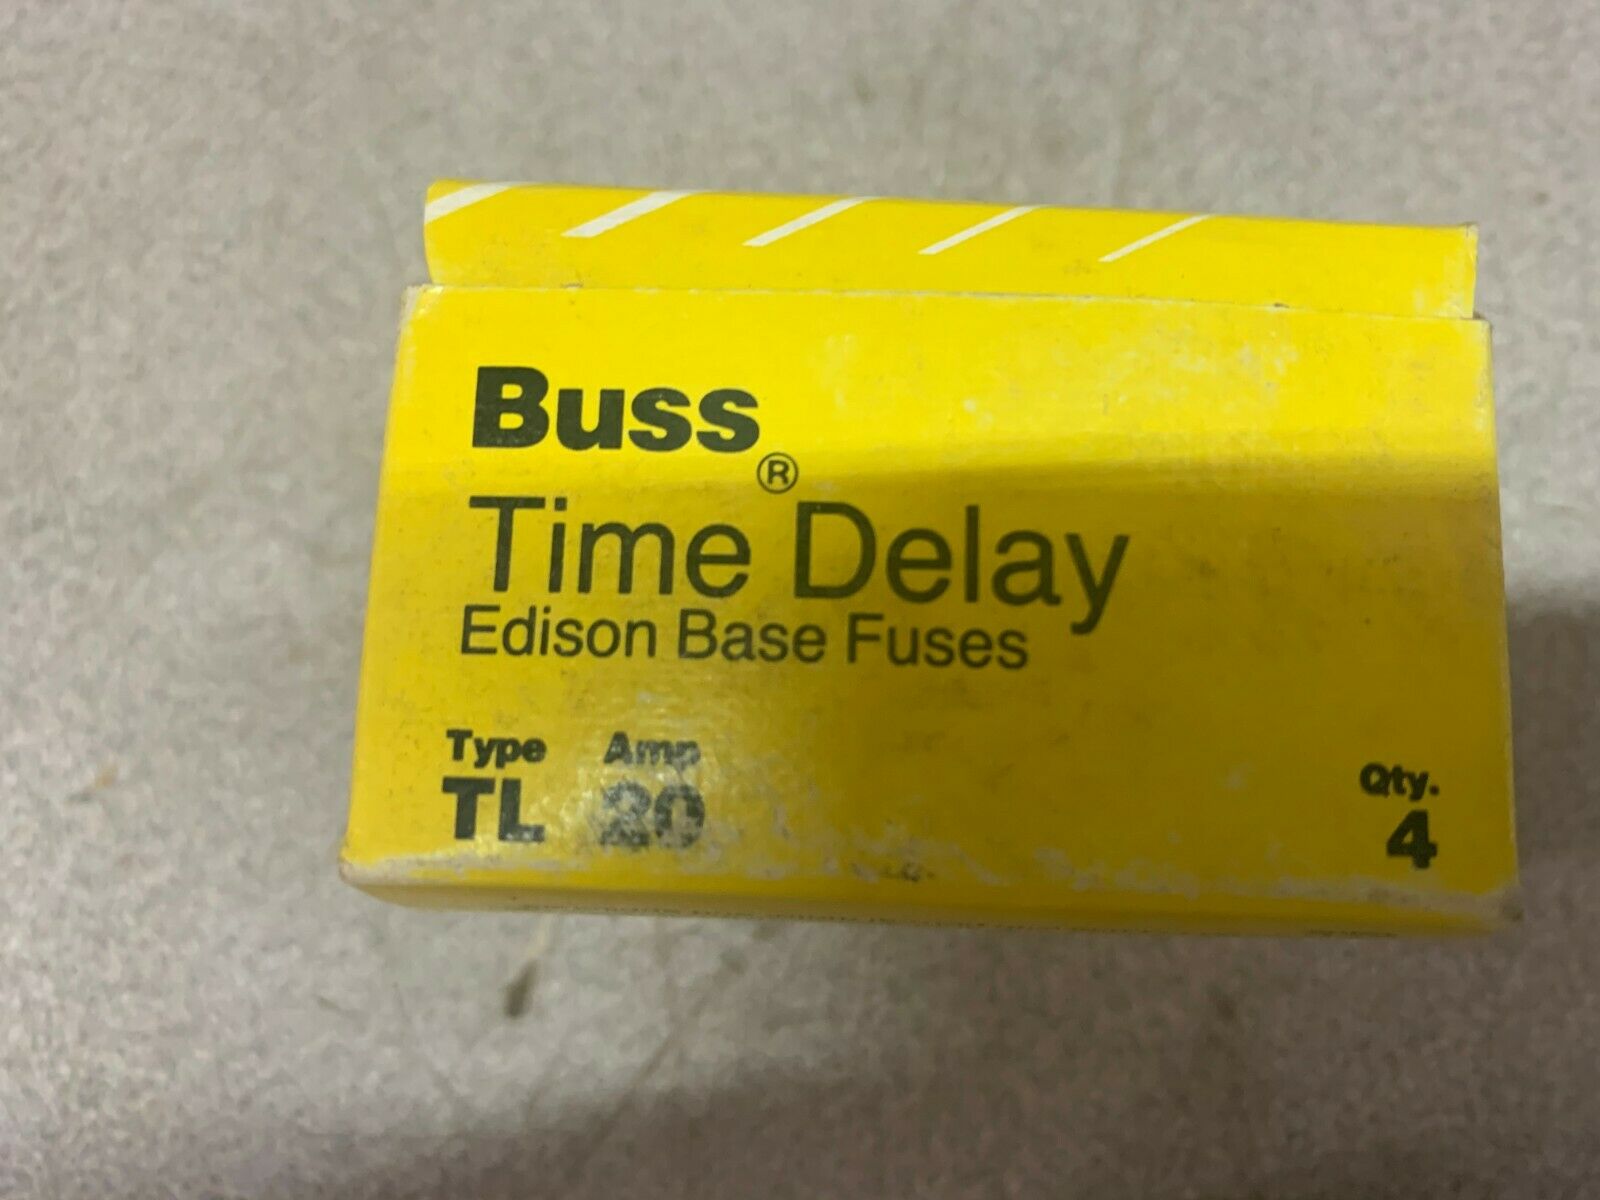 Buss®
Time Delay
Edison Base Fuses
Type Amp
TL 20
Qty.
4